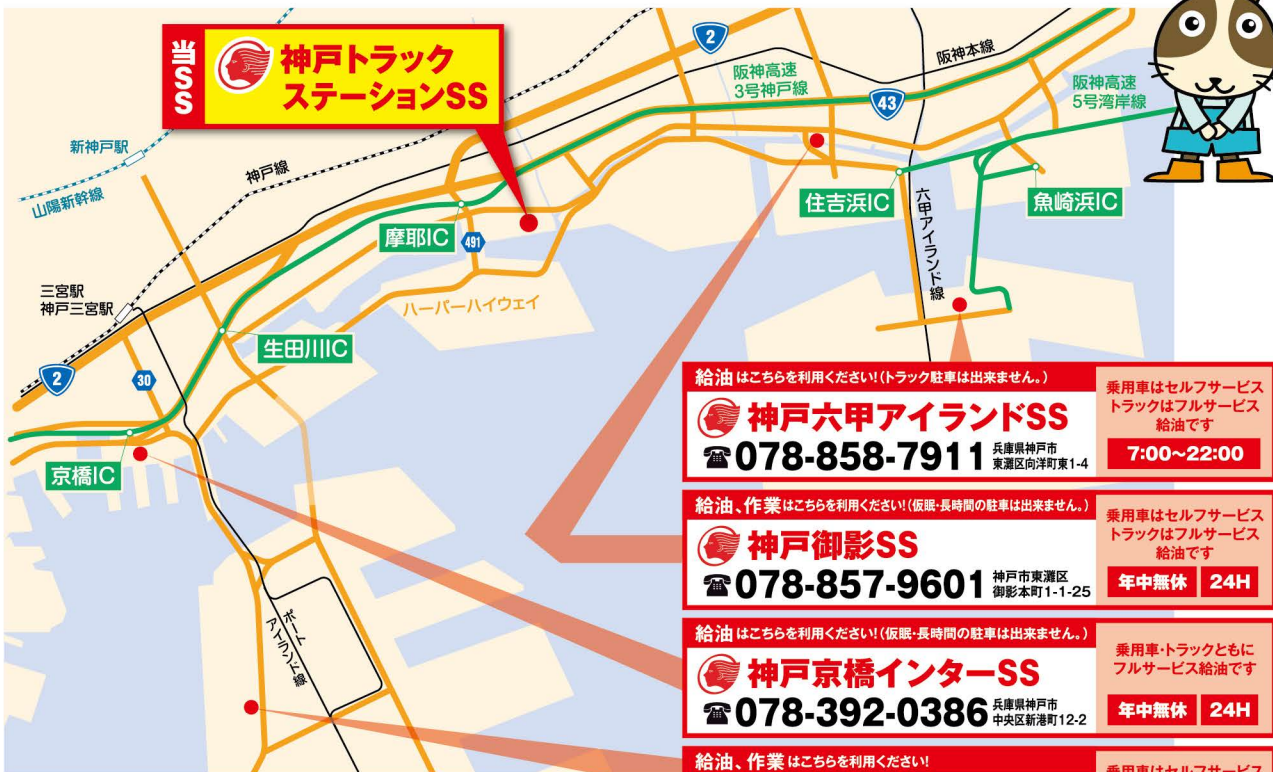 当SS
神戸トラック
ステーションSS
2
阪神本線
阪神高速
3号神戸線
43
阪神高速
5号湾岸線
新神戸駅
山陽新幹線
神戸線
摩耶IC
491
住吉浜IC
魚崎浜IC
六甲アイランド線
三宮駅
神戸三宮駅
ハーバーハイウェイ
生田川IC
2
30
京橋IC
ポートアイランド線
給油はこちらを利用ください!(トラック駐車は出来ません。)
神戸六甲アイランドSS
078-858-7911
兵庫県神戸市
東灘区向洋町東1-4
乗用車はセルフサービス
トラックはフルサービス
給油です
7:00~22:00
給油、作業はこちらを利用ください!(仮眠・長時間の駐車は出来ません。)
神戸御影SS
078-857-9601
神戸市東灘区
御影本町1-1-25
乗用車はセルフサービス
トラックはフルサービス
給油です
年中無休 24H
給油はこちらを利用ください!(仮眠・長時間の駐車は出来ません。)
神戸京橋インターSS
078-392-0386
兵庫県神戸市
中央区新港町12-2
乗用車・トラックともに
フルサービス給油です
年中無休 24H
給油、作業はこちらを利用ください!
乗用車はセルフサービス